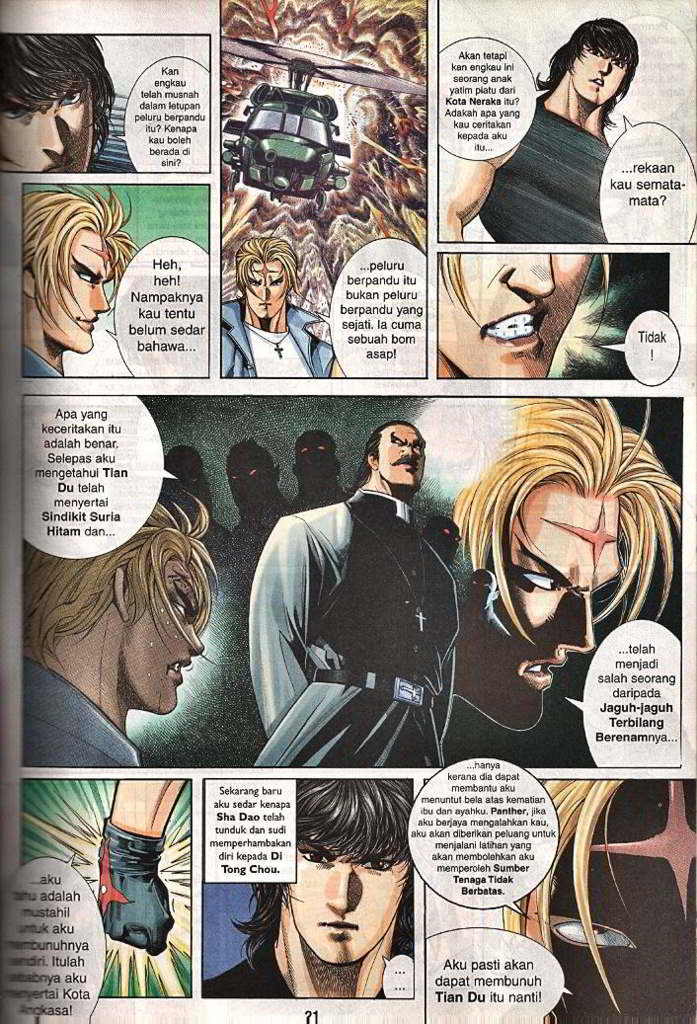 Kan
engkau
telah musnah
dalam letupan
peluru berpandu
itu? Kenapa
kau boleh
berada di
sini?
Heh,
heh!
Nampaknya
kau tentu
belum sedar
bahawa...
...peluru
berpandu itu
bukan peluru
berpandu yang
sejati. Ia cuma
sebuah bom
asap!
Akan tetapi
kan engkau ini
seorang anak
yatim piatu dari
Kota Neraka itu?
Adakah apa yang
kau ceritakan
kepada aku
itu...
...rekaan
kau semata-
mata?
Tidak
!
Apa yang
keceritakan itu
adalah benar.
Selepas aku
mengetahui Tian
Du telah
menyertai
Sindikit Suria
Hitam dan...
...telah
menjadi
salah seorang
daripada
Jaguh-jaguh
Terbilang
Berenamnya...
...aku
adalah
mustahil
untuk aku
membunuhnya
Itulah
aku
Kota
Angkasa!
Sekarang baru
aku sedar kenapa
Sha Dao telah
tunduk dan sudi
memperhambakan
diri kepada Di
Tong Chou.
...
...
...hanya
kerana dia dapat
membantu aku
menuntut bela atas kematian
ibu dan ayahku. Panther, jika
aku berjaya mengalahkan kau,
aku akan diberikan peluang untuk
menjalani latihan yang
akan membolehkan aku
memperoleh Sumber
Tenaga Tidak
Berbatas.
Aku pasti akan
dapat membunuh
Tian Du itu nanti!
21